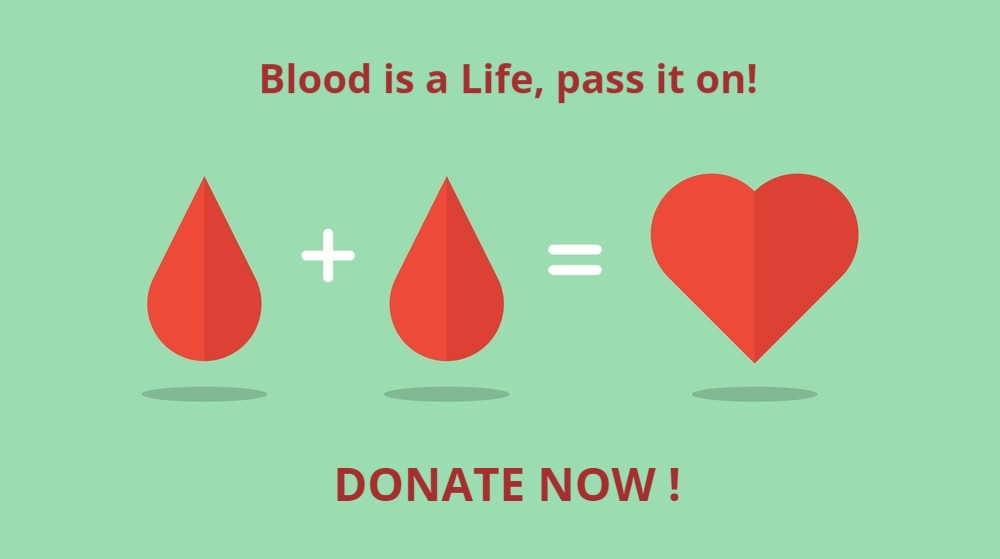 Blood is a Life, pass it on!
+ =
DONATE NOW !